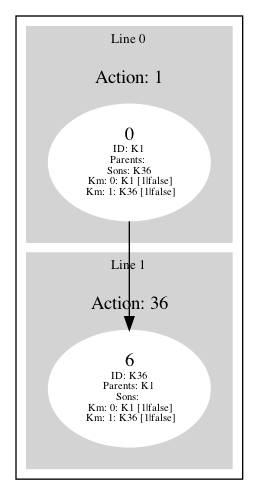 Line 0
Action: 1
0
ID: K1
Parents:
Sons: K36
Km: 0: K1 [1|false]
Km: 1: K36 [1|false]
Line 1
Action: 36
6
ID: K36
Parents: K1
Sons:
Km: 0: K1 [1|false]
Km: 1: K36 [1|false]